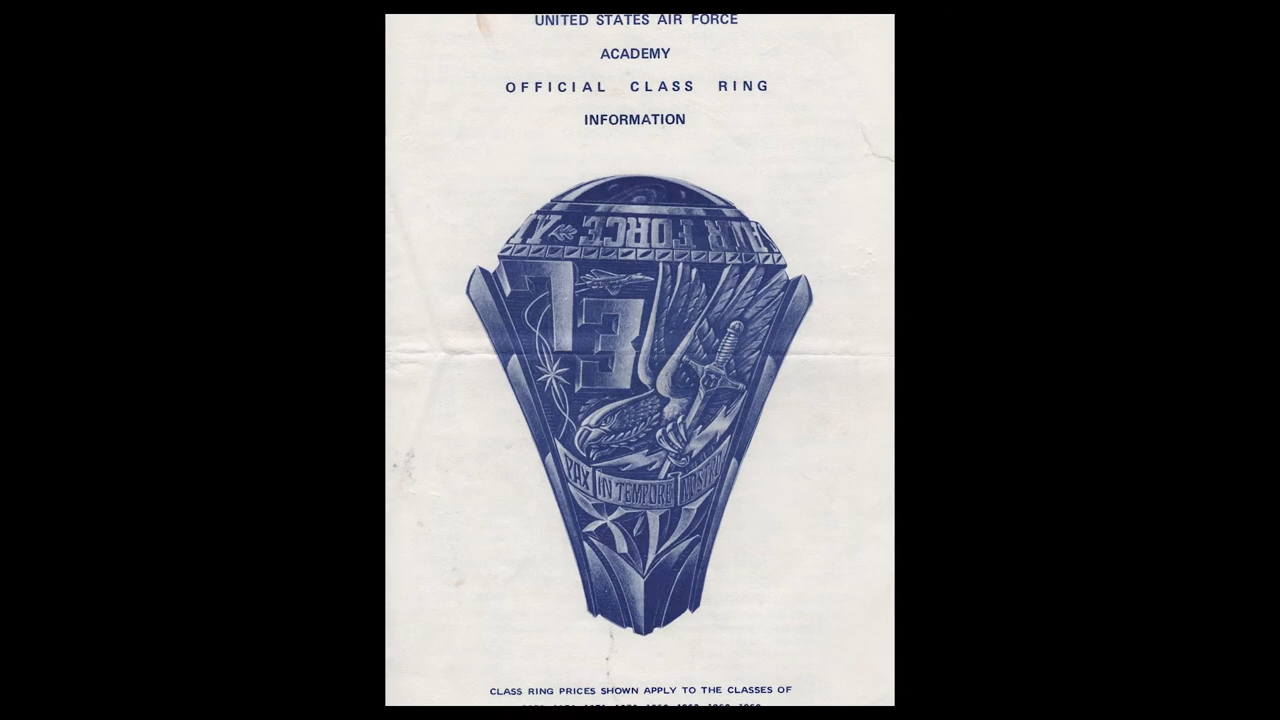 UNITED STATES AIR FORCE
ACADEMY
OFFICIAL CLASS RING
INFORMATION
AIR FORCE
73
PAX IN TEMPORE NOSTRO
XV
CLASS RING PRICES SHOWN APPLY TO THE CLASSES OF